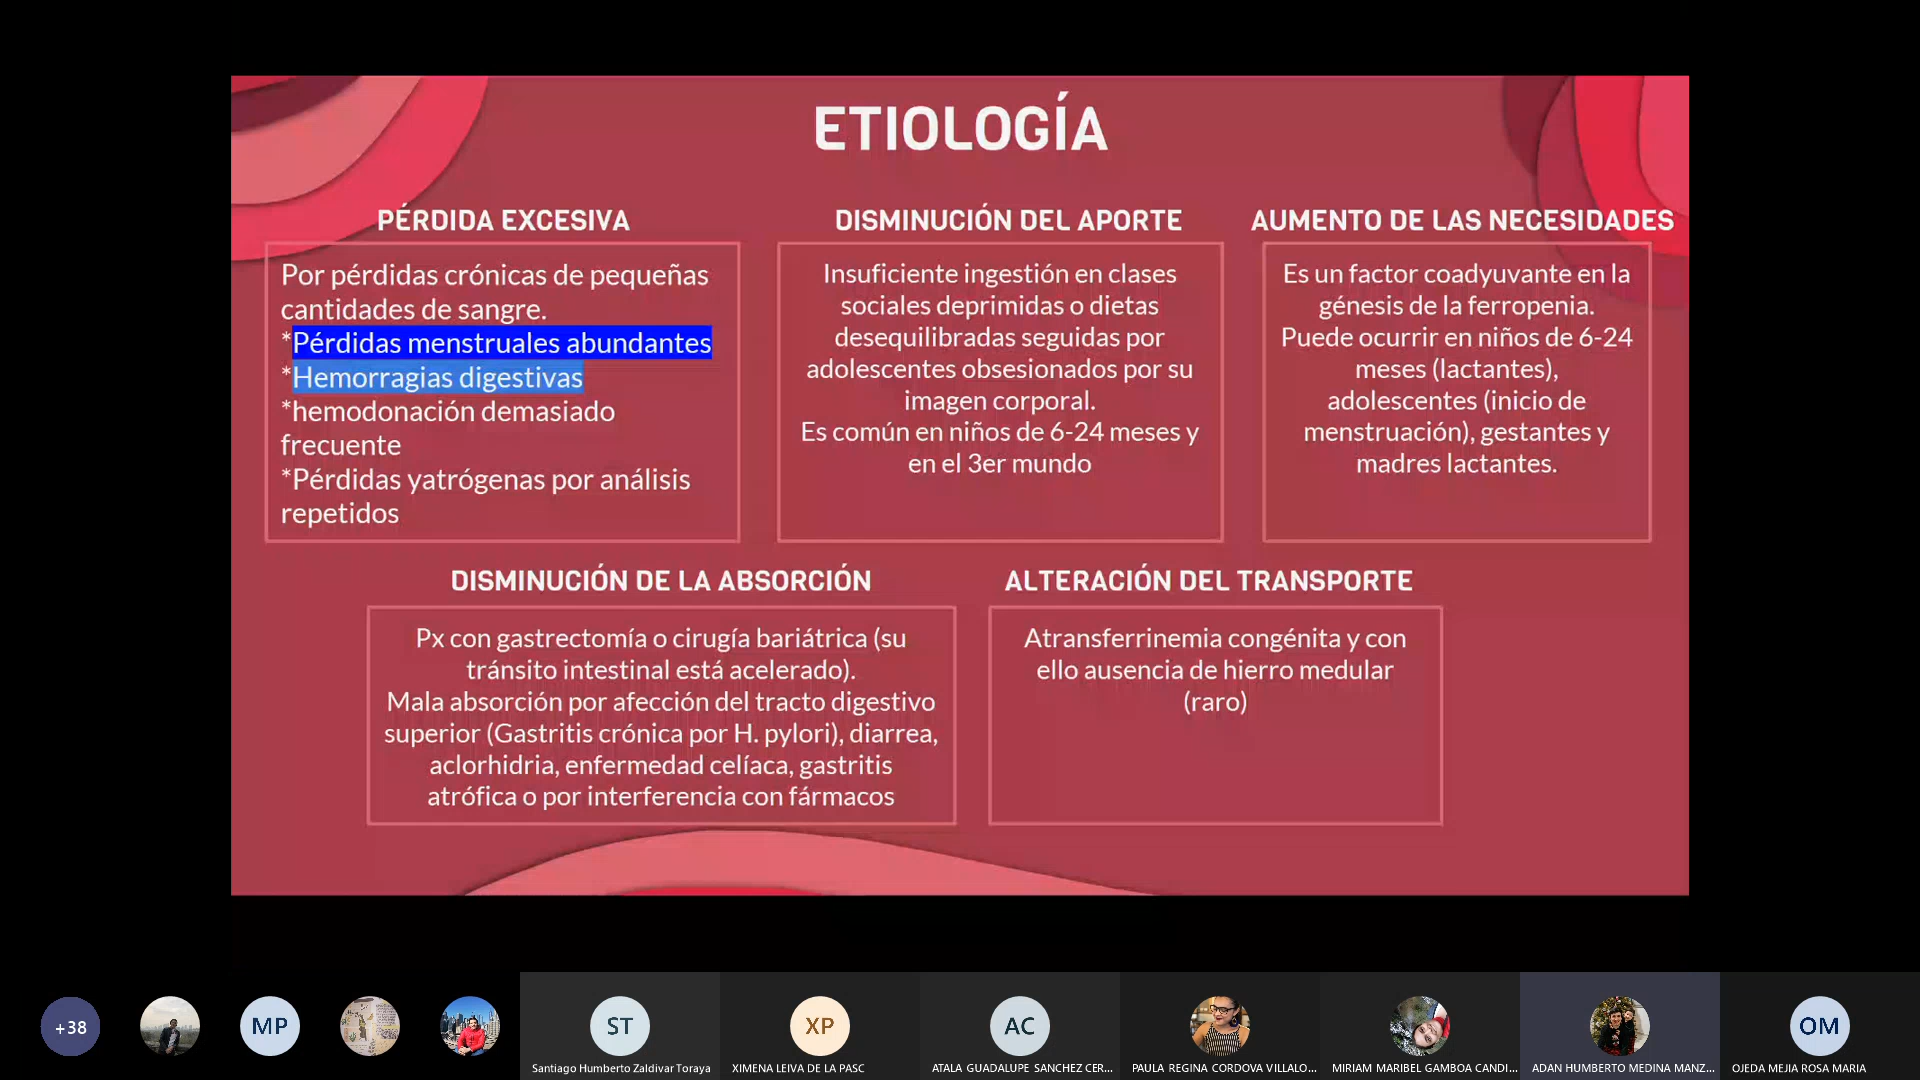 ETIOLOGÍA
PÉRDIDA EXCESIVA
Por pérdidas crónicas de pequeñas
cantidades de sangre.
*Pérdidas menstruales abundantes
*Hemorragias digestivas
*hemodonación demasiado
frecuente
*Pérdidas yatrógenas por análisis
repetidos
DISMINUCIÓN DEL APORTE
Insuficiente ingestión en clases
sociales deprimidas o dietas
desequilibradas seguidas por
adolescentes obsesionados por su
imagen corporal.
Es común en niños de 6-24 meses y
en el 3er mundo
AUMENTO DE LAS NECESIDADES
Es un factor coadyuvante en la
génesis de la ferropenia.
Puede ocurrir en niños de 6-24
meses (lactantes),
adolescentes (inicio de
menstruación), gestantes y
madres lactantes.
DISMINUCIÓN DE LA ABSORCIÓN
Px con gastrectomía o cirugía bariátrica (su
tránsito intestinal está acelerado).
Mala absorción por afección del tracto digestivo
superior (Gastritis crónica por H. pylori), diarrea,
aclorhidria, enfermedad celíaca, gastritis
atrófica o por interferencia con fármacos
ALTERACIÓN DEL TRANSPORTE
Atransferrinemia congénita y con
ello ausencia de hierro medular
(raro)
+38
MP
ST
Santiago Humberto Zaldivar Toraya
XP
XIMENA LEIVA DE LA PASC
AC
ATALA GUADALUPE SANCHEZ CER...
PAULA REGINA CORDOVA VILLALO...
MIRIAM MARIBEL GAMBOA CANDI...
ADAN HUMBERTO MEDINA MANZ...
OM
OJEDA MEJIA ROSA MARIA